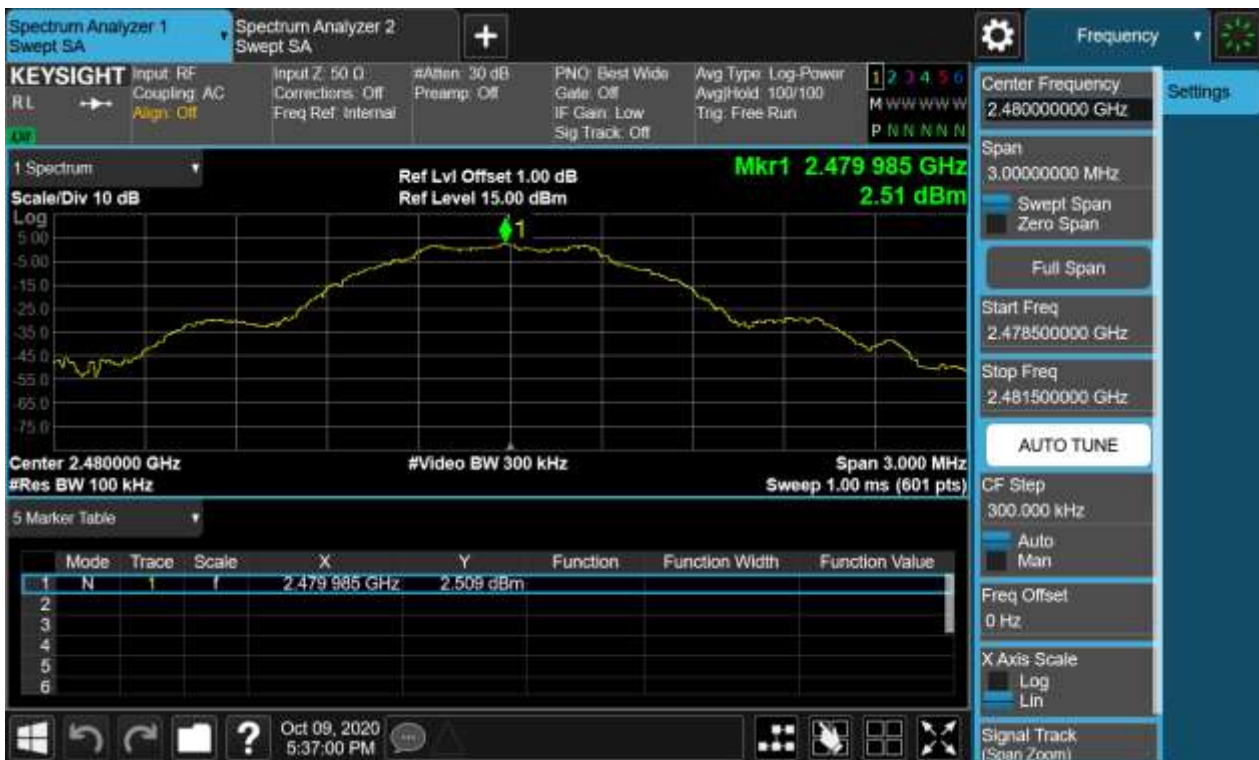 Spectrum Analyzer 1
Swept SA
Spectrum Analyzer 2
Swept SA
Frequency
KEYSIGHT
RL
Input: RF
Coupling: AC
Align: Off
Input Z: 50 Ω
Corrections: Off
Freq Ref: Internal
#Atten: 30 dB
Preamp: Off
PNO: Best Wide
Gate: Off
IF Gain: Low
Sig Track: Off
Avg Type: Log-Power
Avg|Hold: 100/100
Trig: Free Run
1 2 3 4 5 6
M W W W W W
P N N N N N
1 Spectrum
Scale/Div 10 dB
Ref Lvl Offset 1.00 dB
Ref Level 15.00 dBm
Mkr1 2.479 985 GHz
2.51 dBm
Log
5.00
-5.00
-15.0
-25.0
-35.0
-45.0
-55.0
-65.0
-75.0
1
Center 2.480000 GHz
#Res BW 100 kHz
#Video BW 300 kHz
Span 3.000 MHz
Sweep 1.00 ms (601 pts)
5 Marker Table
Mode Trace Scale X Y Function Function Width Function Value
1 N 1 f 2.479 985 GHz 2.509 dBm
2
3
4
5
6
Oct 09, 2020
5:37:00 PM
Center Frequency
2.480000000 GHz
Span
3.00000000 MHz
Swept Span
Zero Span
Full Span
Start Freq
2.478500000 GHz
Stop Freq
2.481500000 GHz
AUTO TUNE
CF Step
300.000 kHz
Auto
Man
Freq Offset
0 Hz
X Axis Scale
Log
Lin
Signal Track
(Span Zoom)
Settings